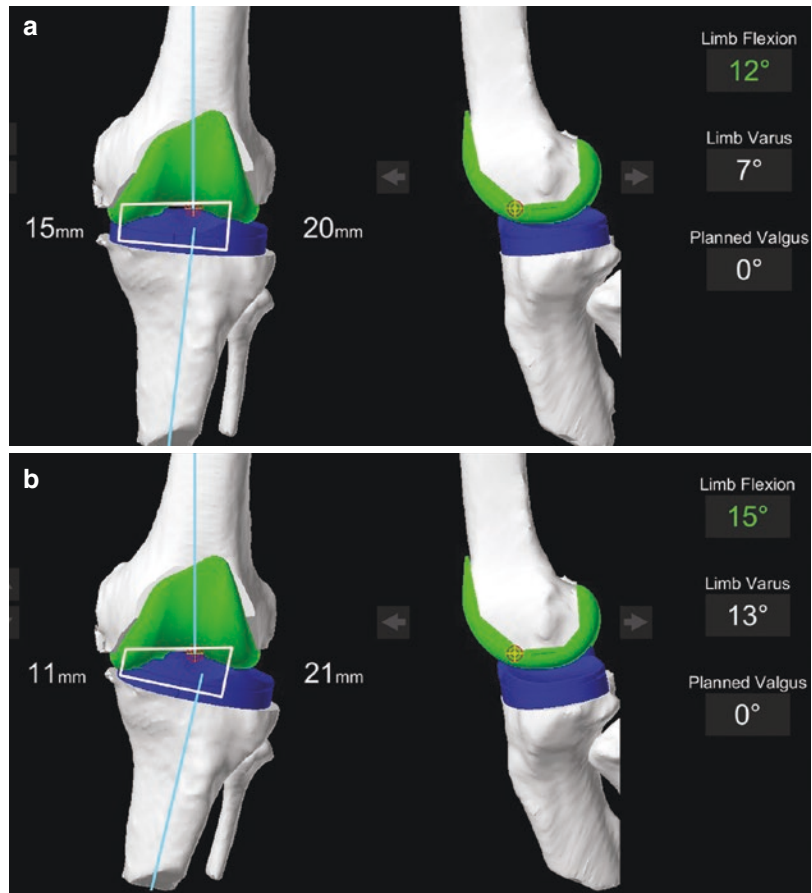 a
Limb Flexion
12°
Limb Varus
7°
15mm
20mm
Planned Valgus
0°
b
Limb Flexion
15°
Limb Varus
13°
11mm
21mm
Planned Valgus
0°